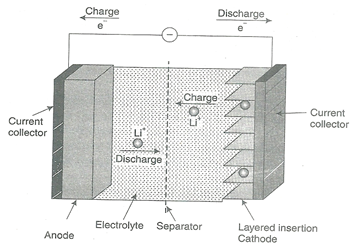 Charge
e⁻
Discharge
e⁻
−
Current
collector
Charge
Li⁺
Li⁺
Discharge
Current
collector
Anode
Electrolyte
Separator
Layered insertion
Cathode